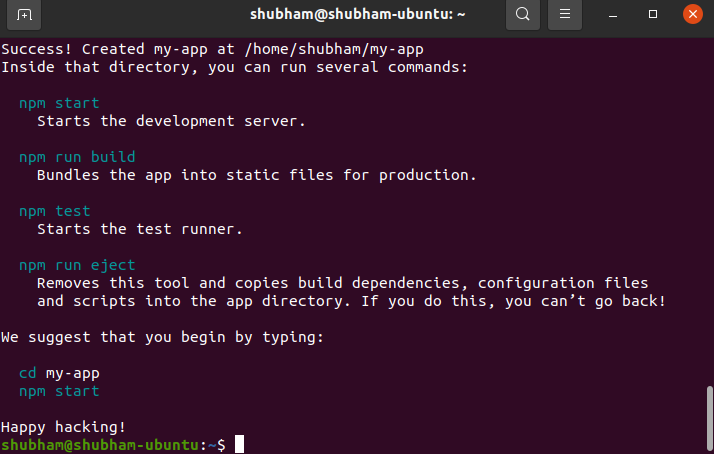 shubham@shubham-ubuntu: ~
Success! Created my-app at /home/shubham/my-app
Inside that directory, you can run several commands:
npm start
Starts the development server.
npm run build
Bundles the app into static files for production.
npm test
Starts the test runner.
npm run eject
Removes this tool and copies build dependencies, configuration files
and scripts into the app directory. If you do this, you can’t go back!
We suggest that you begin by typing:
cd my-app
npm start
Happy hacking!
shubham@shubham-ubuntu:~$